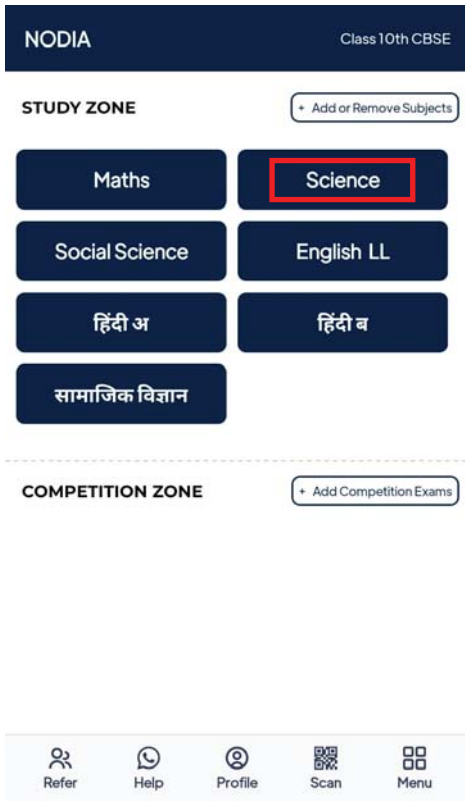 NODIA Class 10th CBSE
STUDY ZONE + Add or Remove Subjects
Maths Science
Social Science English LL
हिंदी अ हिंदी ब
सामाजिक विज्ञान
COMPETITION ZONE + Add Competition Exams
Refer Help Profile Scan Menu